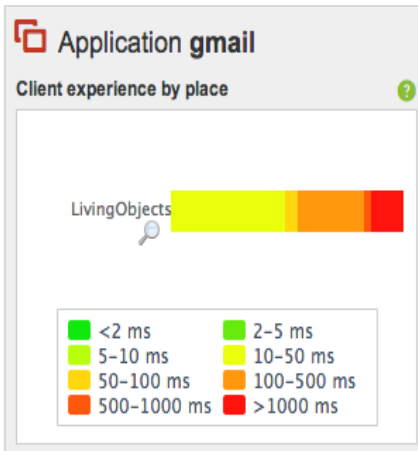 Application gmail
Client experience by place
?
LivingObjects
<2 ms 2–5 ms
5–10 ms 10–50 ms
50–100 ms 100–500 ms
500–1000 ms >1000 ms